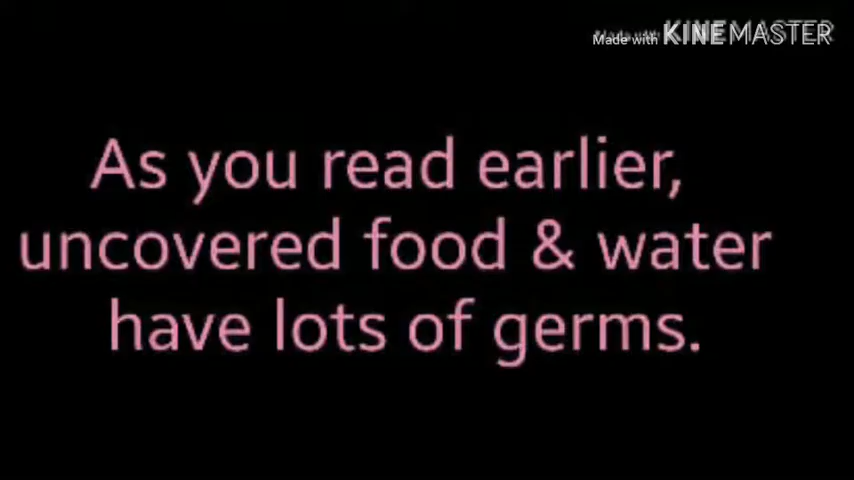 Made with KINEMASTER
As you read earlier,
uncovered food & water
have lots of germs.